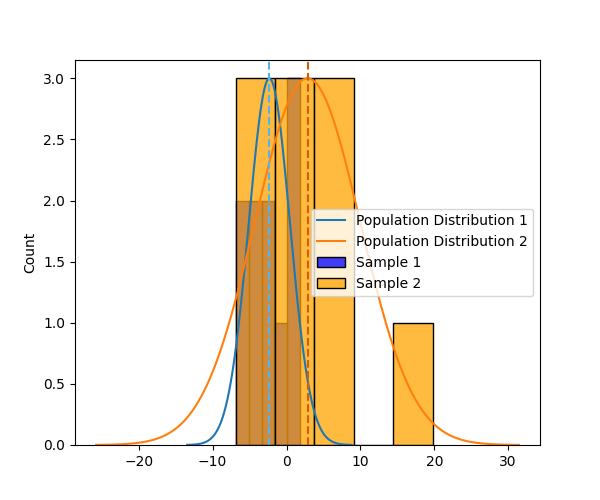 3.0
2.5
2.0
1.5
1.0
0.5
0.0
Count
Population Distribution 1
Population Distribution 2
Sample 1
Sample 2
−20
−10
0
10
20
30